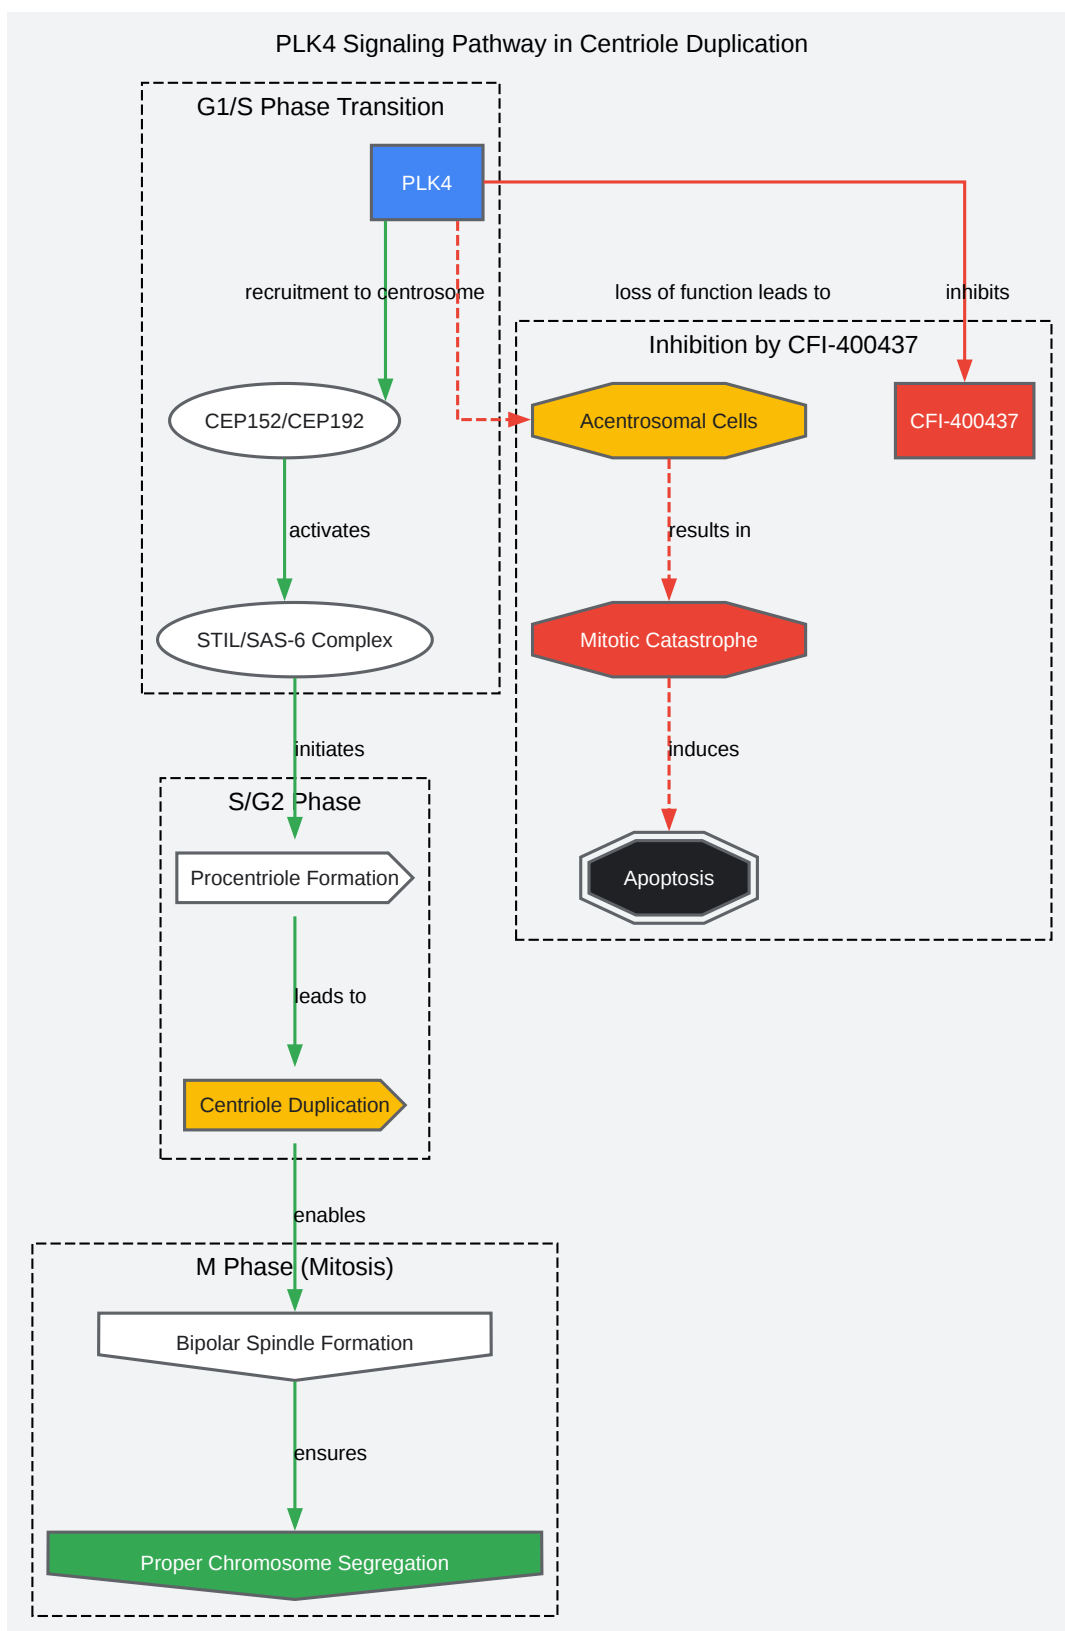 PLK4 Signaling Pathway in Centriole Duplication
G1/S Phase Transition
PLK4
recruitment to centrosome
loss of function leads to
inhibits
Inhibition by CFI-400437
CEP152/CEP192
Acentrosomal Cells
CFI-400437
activates
results in
STIL/SAS-6 Complex
Mitotic Catastrophe
initiates
induces
S/G2 Phase
Procentriole Formation
Apoptosis
leads to
Centriole Duplication
enables
M Phase (Mitosis)
Bipolar Spindle Formation
ensures
Proper Chromosome Segregation